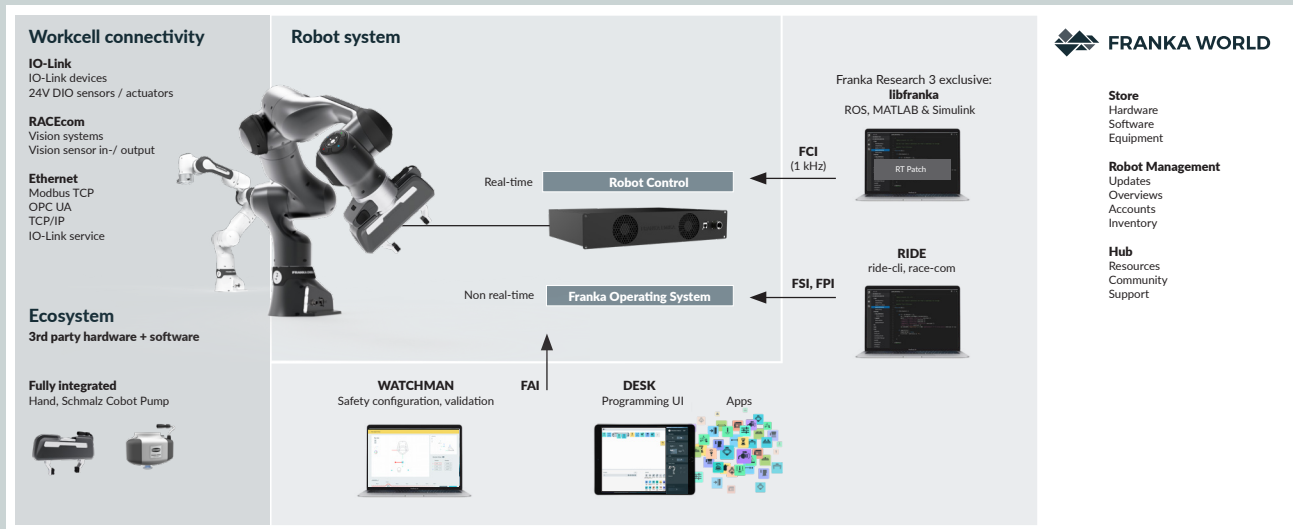 Workcell connectivity
IO-Link
IO-Link devices
24V DIO sensors / actuators
RACEcom
Vision systems
Vision sensor in-/ output
Ethernet
Modbus TCP
OPC UA
TCP/IP
IO-Link service
Ecosystem
3rd party hardware + software
Fully integrated
Hand, Schmalz Cobot Pump
Robot system
Real-time
Robot Control
Non real-time
Franka Operating System
FCI
(1 kHz)
Franka Research 3 exclusive:
libfranka
ROS, MATLAB & Simulink
RT Patch
FSI, FPI
RIDE
ride-cli, race-com
WATCHMAN
Safety configuration, validation
FAI
DESK
Programming UI
Apps
FRANKA WORLD
Store
Hardware
Software
Equipment
Robot Management
Updates
Overviews
Accounts
Inventory
Hub
Resources
Community
Support